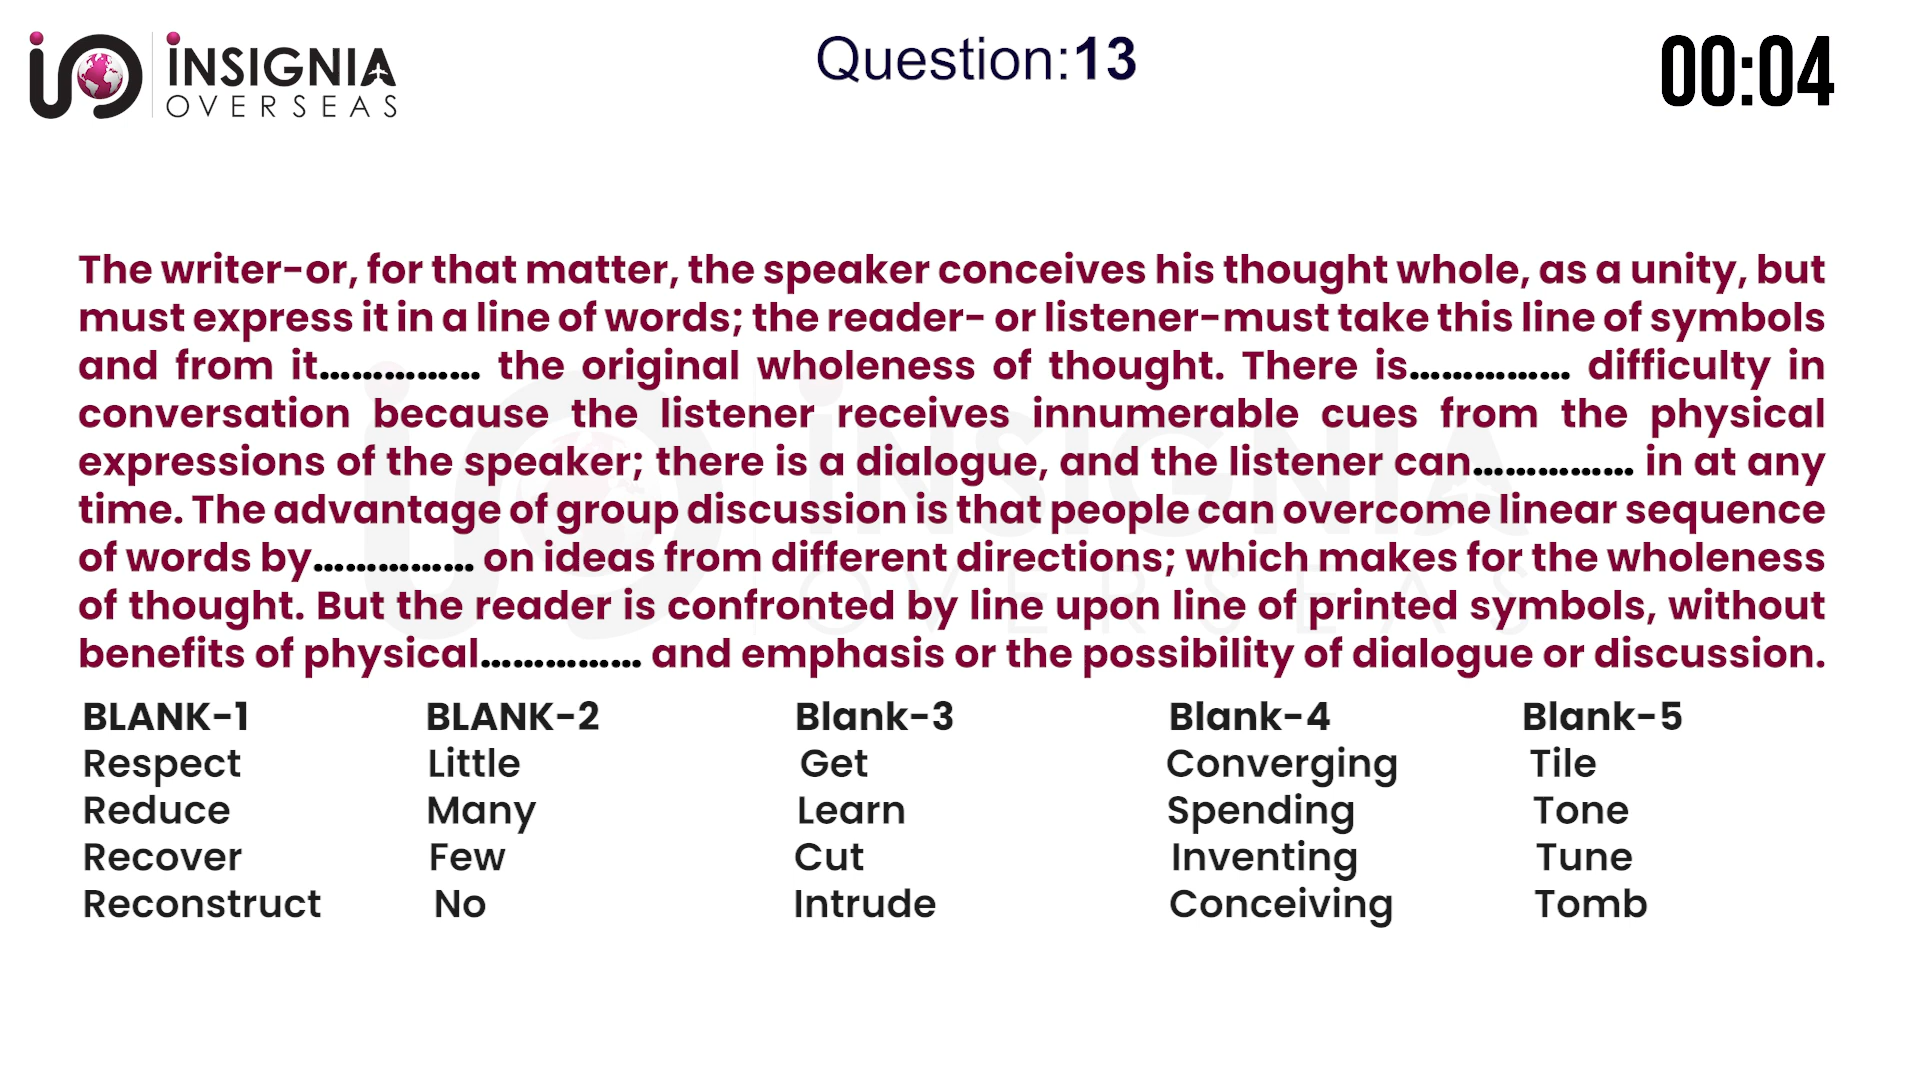 INSIGNIA
OVERSEAS
Question:13
00:04
The writer-or, for that matter, the speaker conceives his thought whole, as a unity, but
must express it in a line of words; the reader- or listener-must take this line of symbols
and from it............... the original wholeness of thought. There is............... difficulty in
conversation because the listener receives innumerable cues from the physical
expressions of the speaker; there is a dialogue, and the listener can............... in at any
time. The advantage of group discussion is that people can overcome linear sequence
of words by............... on ideas from different directions; which makes for the wholeness
of thought. But the reader is confronted by line upon line of printed symbols, without
benefits of physical............... and emphasis or the possibility of dialogue or discussion.
BLANK-1 BLANK-2 Blank-3 Blank-4 Blank-5
Respect Little Get Converging Tile
Reduce Many Learn Spending Tone
Recover Few Cut Inventing Tune
Reconstruct No Intrude Conceiving Tomb